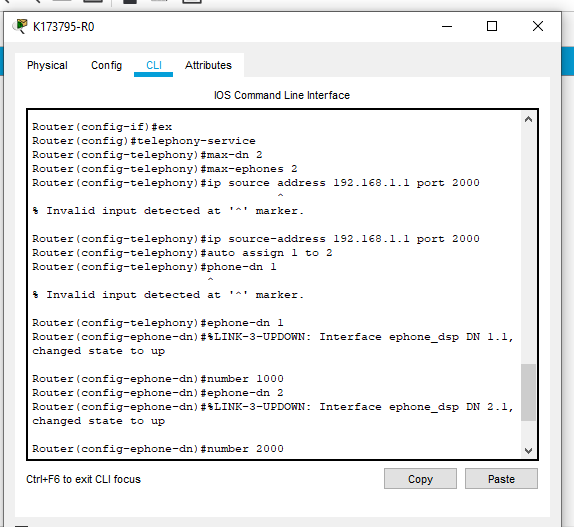 K173795-R0
Physical Config CLI Attributes
IOS Command Line Interface
Router(config-if)#ex
Router(config)#telephony-service
Router(config-telephony)#max-dn 2
Router(config-telephony)#max-ephones 2
Router(config-telephony)#ip source address 192.168.1.1 port 2000
^
% Invalid input detected at '^' marker.
Router(config-telephony)#ip source-address 192.168.1.1 port 2000
Router(config-telephony)#auto assign 1 to 2
Router(config-telephony)#phone-dn 1
^
% Invalid input detected at '^' marker.
Router(config-telephony)#ephone-dn 1
Router(config-ephone-dn)#%LINK-3-UPDOWN: Interface ephone_dsp DN 1.1,
changed state to up
Router(config-ephone-dn)#number 1000
Router(config-ephone-dn)#ephone-dn 2
Router(config-ephone-dn)#%LINK-3-UPDOWN: Interface ephone_dsp DN 2.1,
changed state to up
Router(config-ephone-dn)#number 2000
Ctrl+F6 to exit CLI focus
Copy Paste